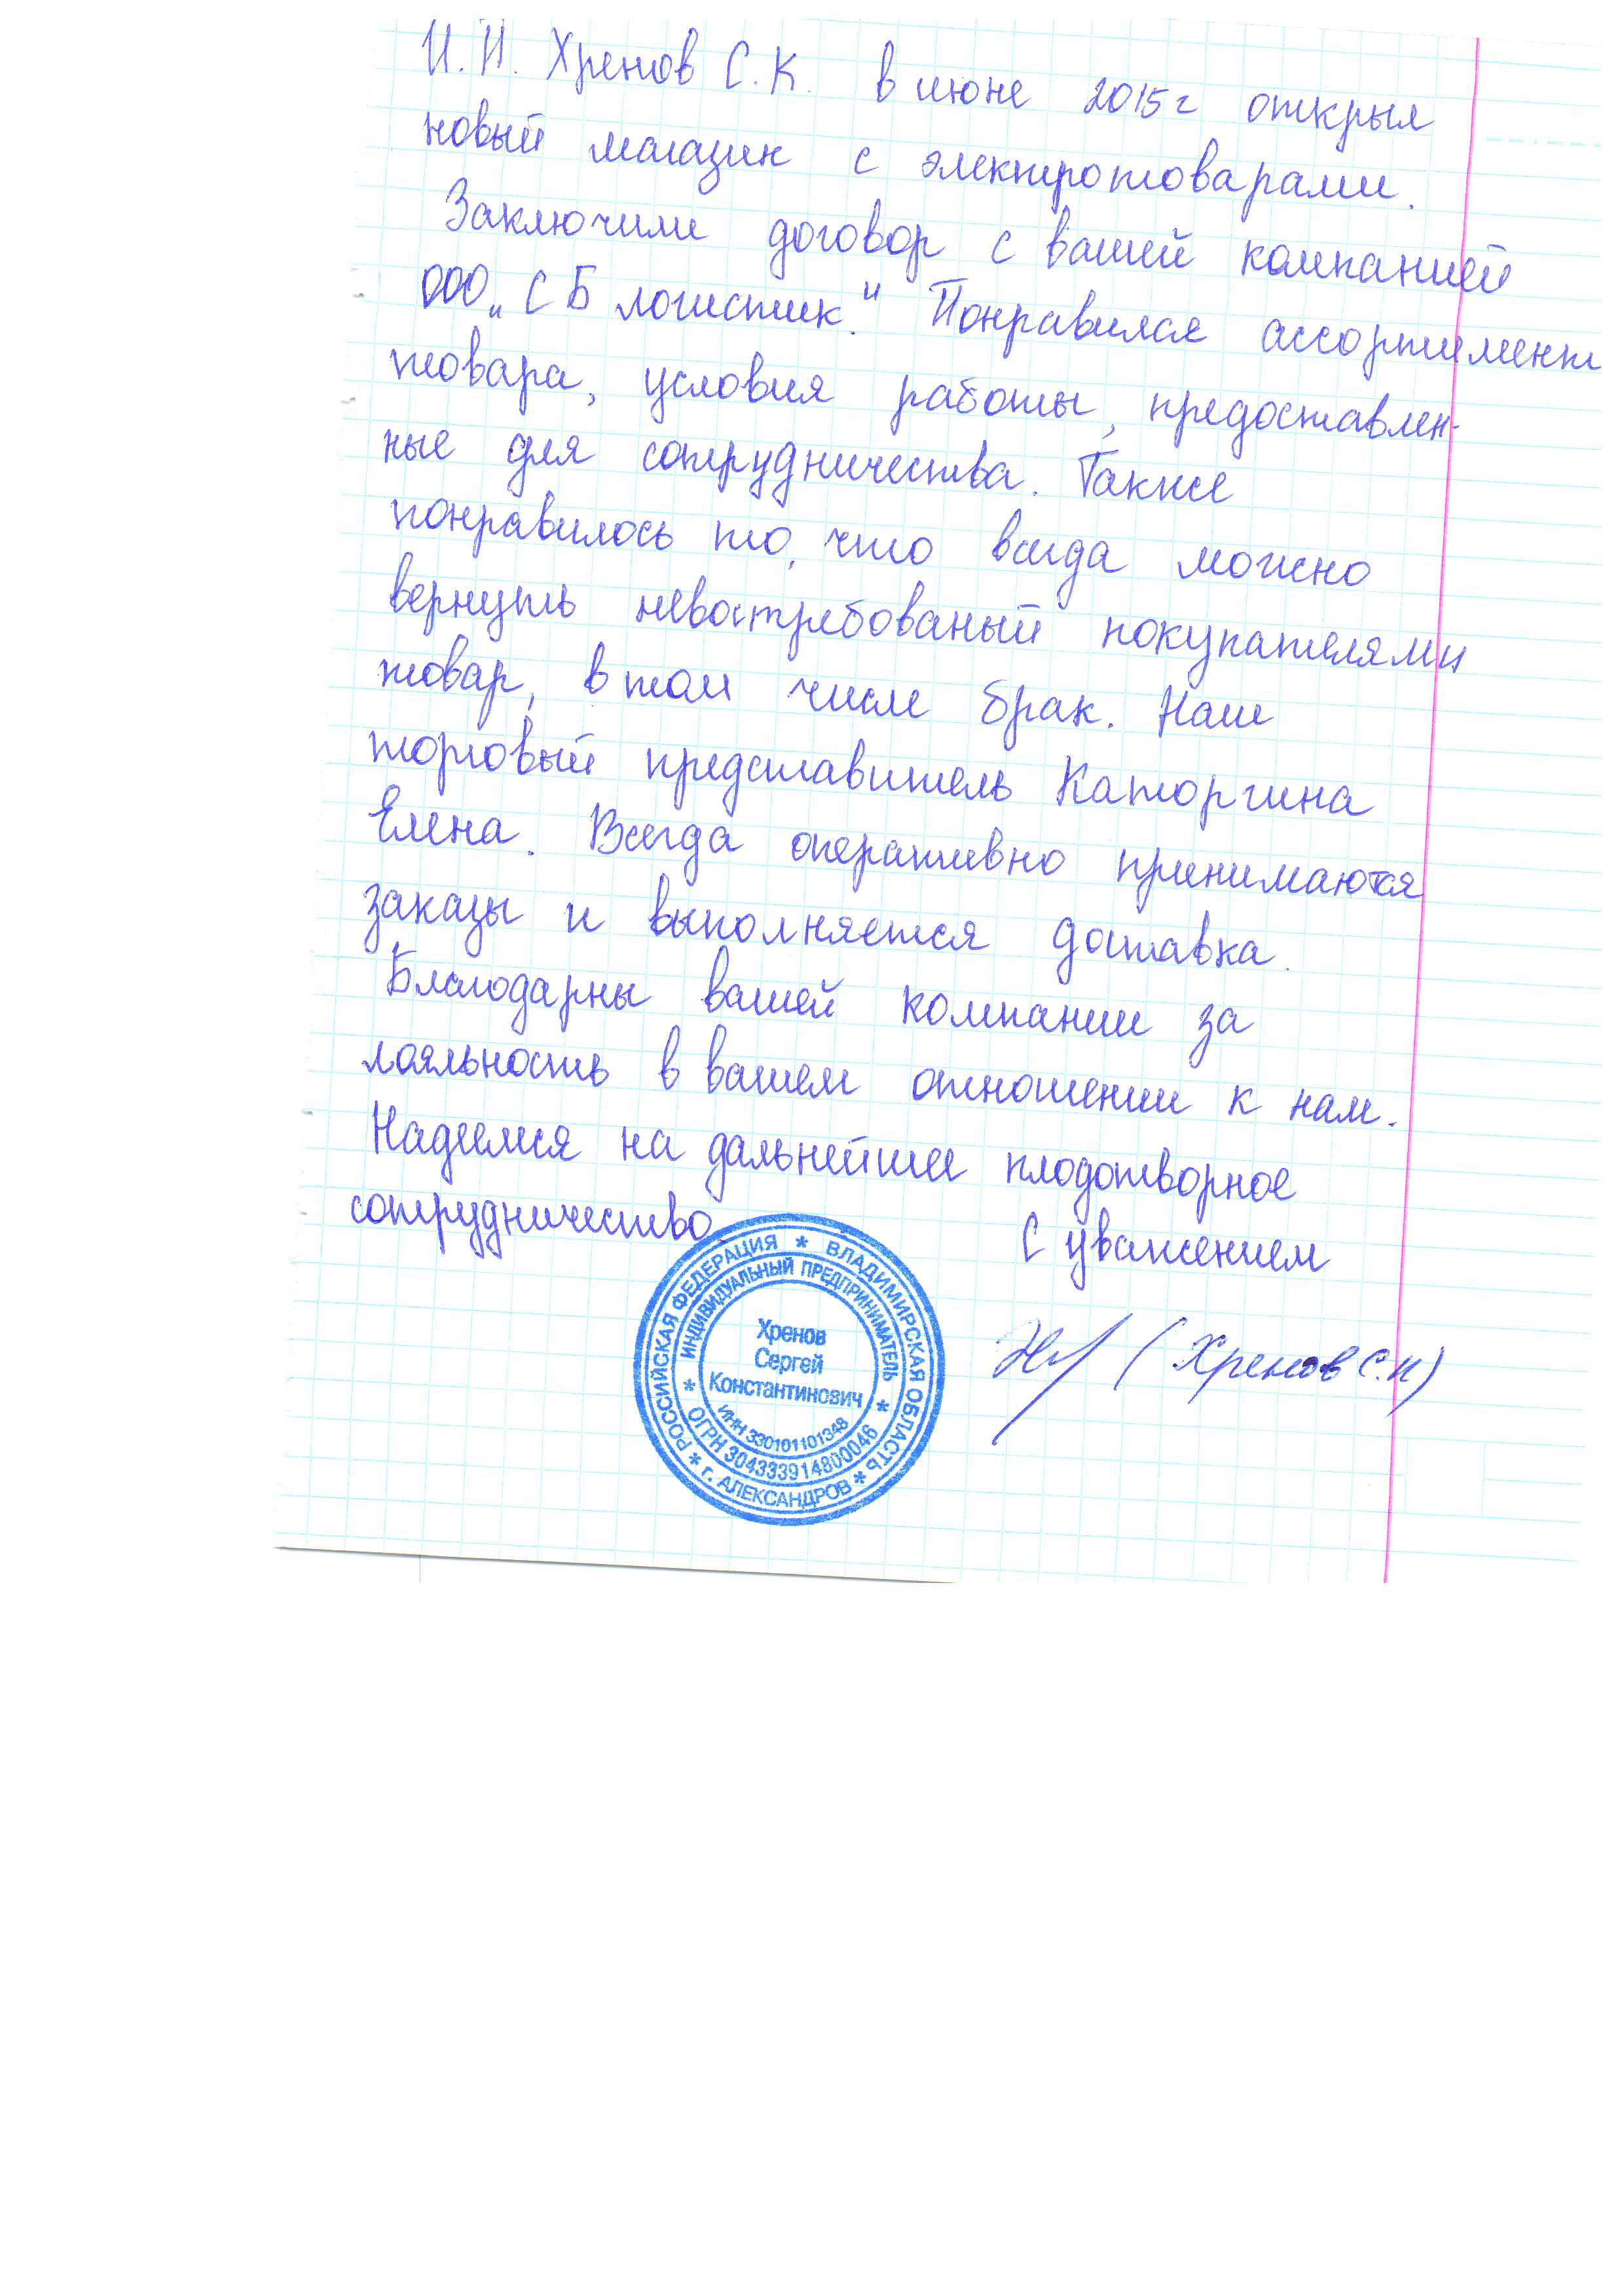 И.П. Хренов С.К. в июне 2015г открыл
новый магазин с электротоварами.
Заключили договор с вашей компанией
ООО „СБ логистик." Понравился ассортимент
товара, условия работы, предоставлен-
ные для сотрудничества. Также
понравилось то, что всегда можно
вернуть невостребованый покупателями
товар, в том числе брак. Наш
торговый представитель Каторгина
Елена. Всегда оперативно принимаются
заказы и выполняется доставка.
Благодарны вашей компании за
лояльность в вашем отношении к нам.
Надеемся на дальнейшее плодотворное
сотрудничество.
С уважением
(Хренов С.К)
РОССИЙСКАЯ ФЕДЕРАЦИЯ * ВЛАДИМИРСКАЯ ОБЛАСТЬ *
г. АЛЕКСАНДРОВ *
ИНДИВИДУАЛЬНЫЙ ПРЕДПРИНИМАТЕЛЬ *
Хренов
Сергей
Константинович
ИНН 330101101348
ОГРН 304333914800046 *